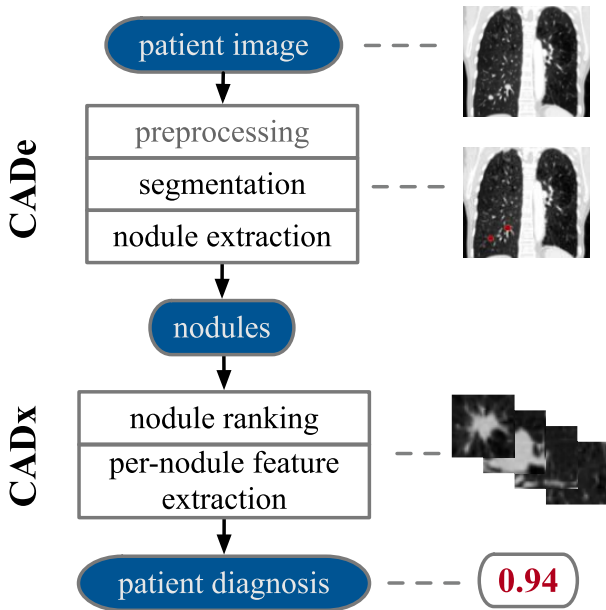 patient image
CADe
preprocessing
segmentation
nodule extraction
nodules
CADx
nodule ranking
per-nodule feature
extraction
patient diagnosis
0.94